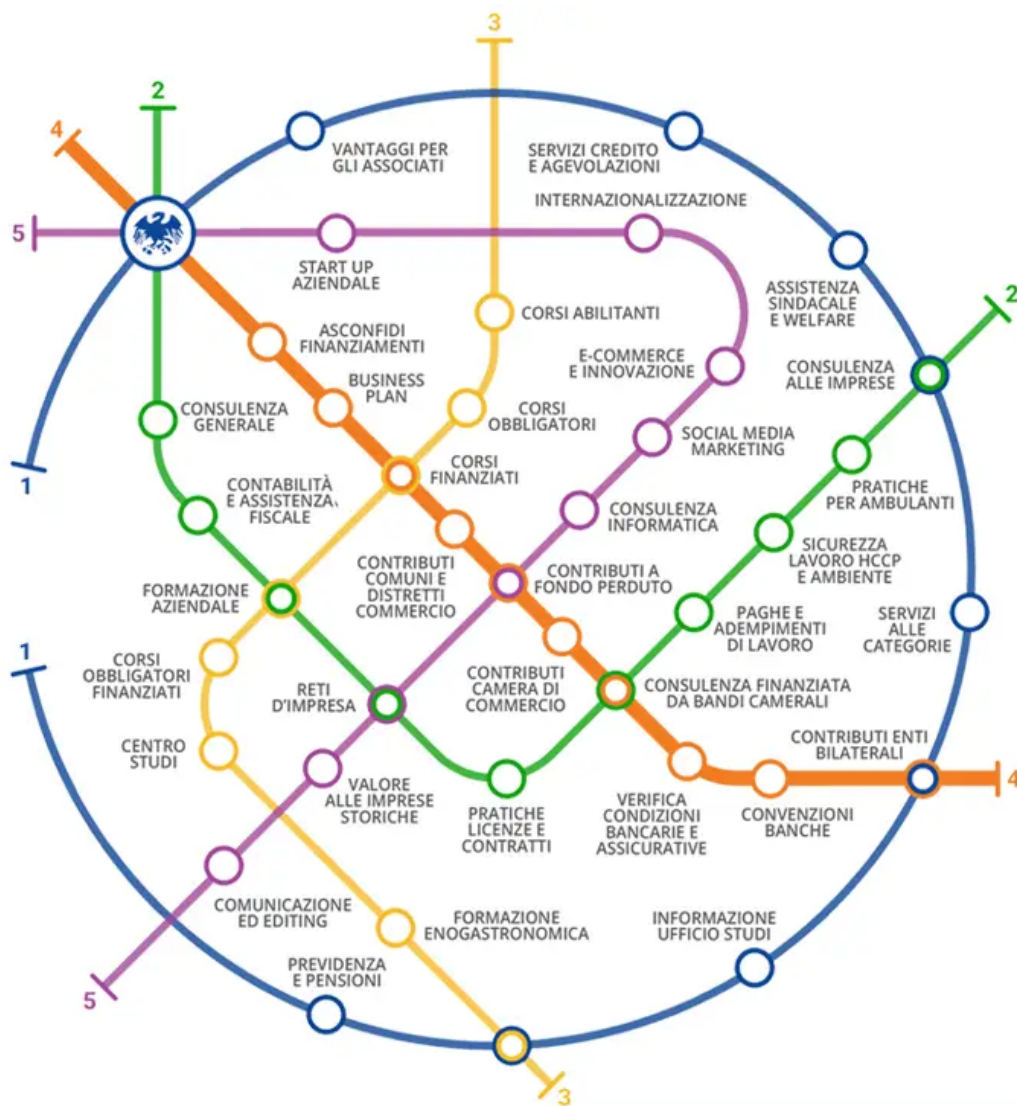 3
2
4
VANTAGGI PER
GLI ASSOCIATI
SERVIZI CREDITO
E AGEVOLAZIONI
INTERNAZIONALIZZAZIONE
5
START UP
AZIENDALE
ASSISTENZA
SINDACALE
E WELFARE
2
CORSI ABILITANTI
ASCONFIDI
FINANZIAMENTI
E-COMMERCE
E INNOVAZIONE
CONSULENZA
ALLE IMPRESE
BUSINESS
PLAN
CONSULENZA
GENERALE
CORSI
OBBLIGATORI
SOCIAL MEDIA
MARKETING
CORSI
FINANZIATI
1
CONTABILITÀ
E ASSISTENZA
FISCALE
PRATICHE
PER AMBULANTI
CONSULENZA
INFORMATICA
SICUREZZA
LAVORO HCCP
E AMBIENTE
CONTRIBUTI
COMUNI E
DISTRETTI
COMMERCIO
CONTRIBUTI A
FONDO PERDUTO
FORMAZIONE
AZIENDALE
PAGHE E
ADEMPIMENTI
DI LAVORO
SERVIZI
ALLE
CATEGORIE
1
CORSI
OBBLIGATORI
FINANZIATI
RETI
D'IMPRESA
CONTRIBUTI
CAMERA DI
COMMERCIO
CONSULENZA FINANZIATA
DA BANDI CAMERALI
CENTRO
STUDI
CONTRIBUTI ENTI
BILATERALI
4
VALORE
ALLE IMPRESE
STORICHE
PRATICHE
LICENZE E
CONTRATTI
VERIFICA
CONDIZIONI
BANCARIE E
ASSICURATIVE
CONVENZIONI
BANCHE
COMUNICAZIONE
ED EDITING
FORMAZIONE
ENOGASTRONOMICA
INFORMAZIONE
UFFICIO STUDI
PREVIDENZA
E PENSIONI
5
3